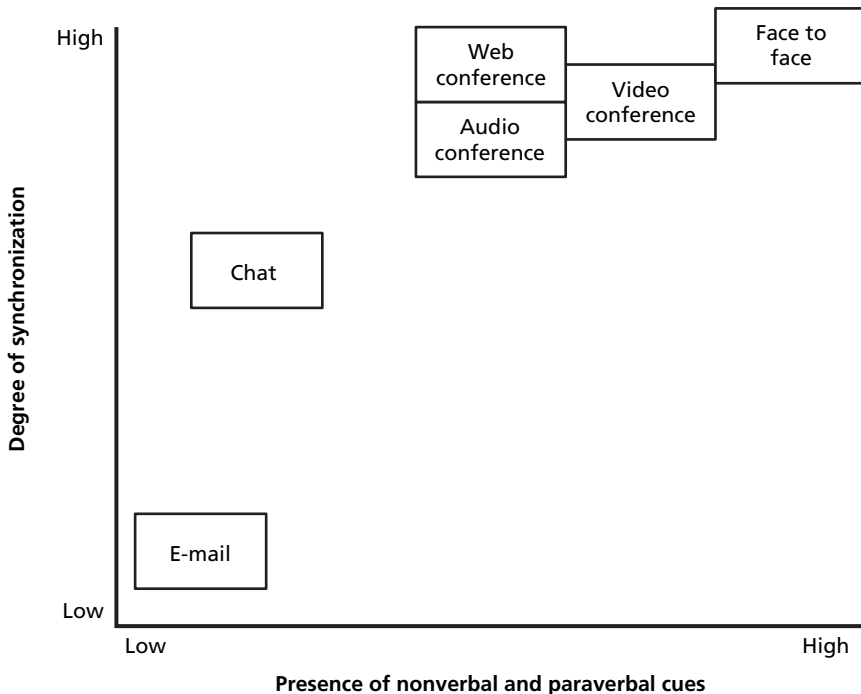 High
Web
conference
Face to
face
Video
conference
Audio
conference
Degree of synchronization
Chat
E-mail
Low
Low
High
Presence of nonverbal and paraverbal cues